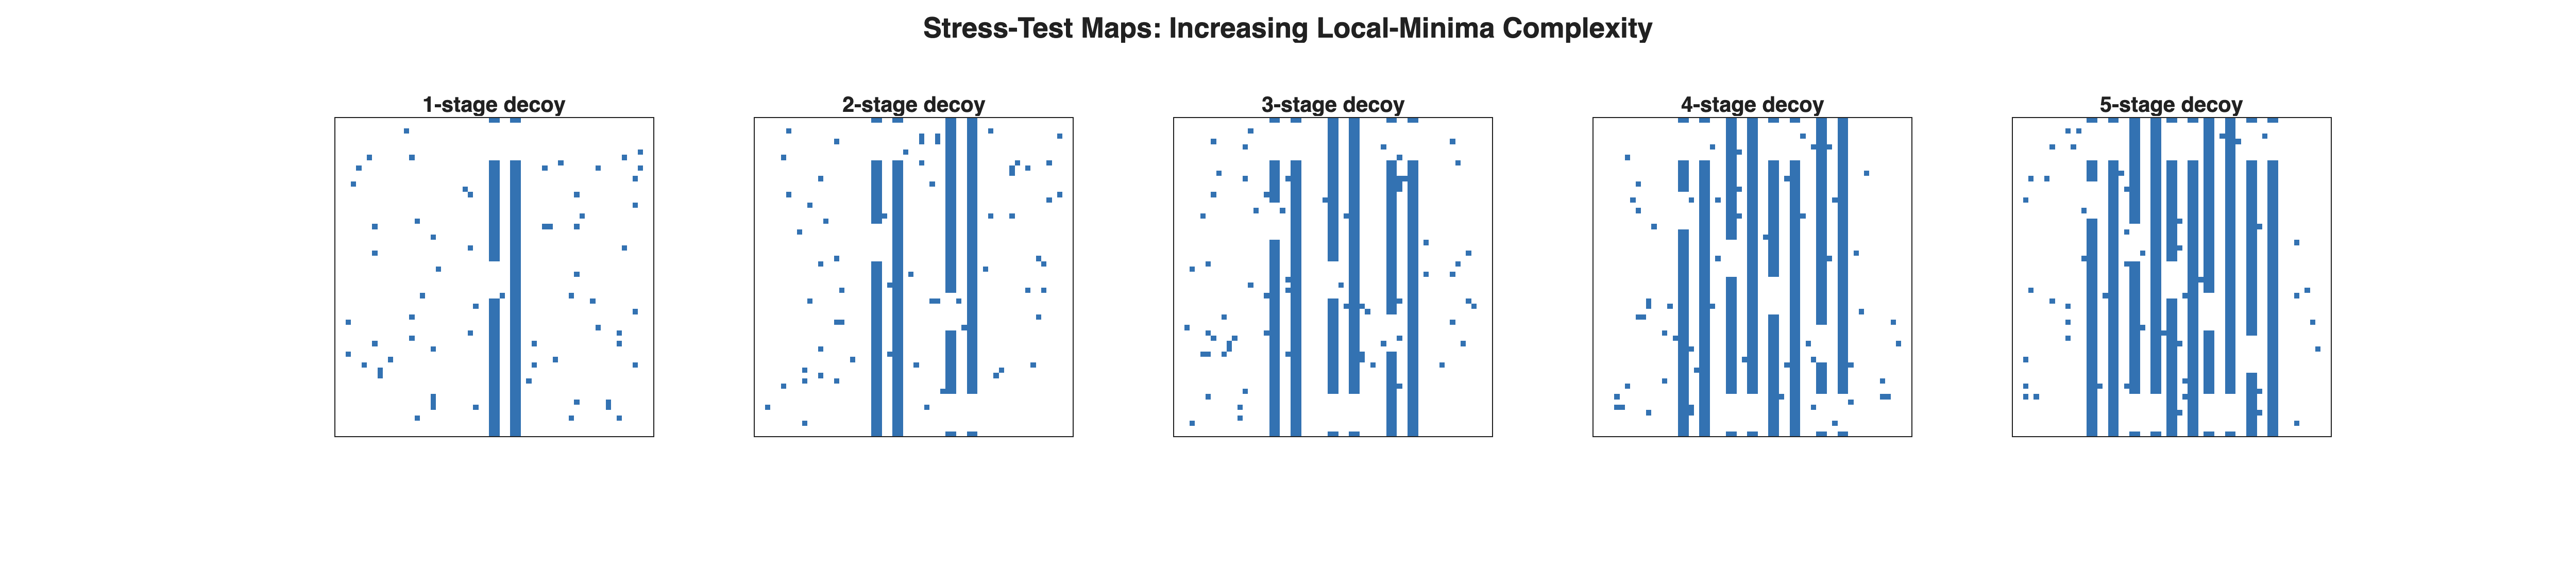 Stress-Test Maps: Increasing Local-Minima Complexity
1-stage decoy
2-stage decoy
3-stage decoy
4-stage decoy
5-stage decoy